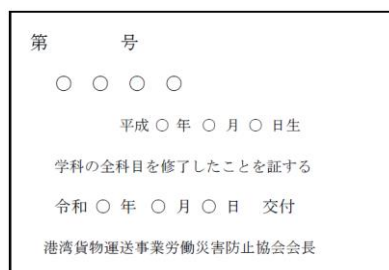 第　　　　号
○ ○ ○ ○
平成 ○ 年 ○ 月 ○ 日生
学科の全科目を修了したことを証する
令和 ○ 年 ○ 月 ○ 日　交付
港湾貨物運送事業労働災害防止協会会長